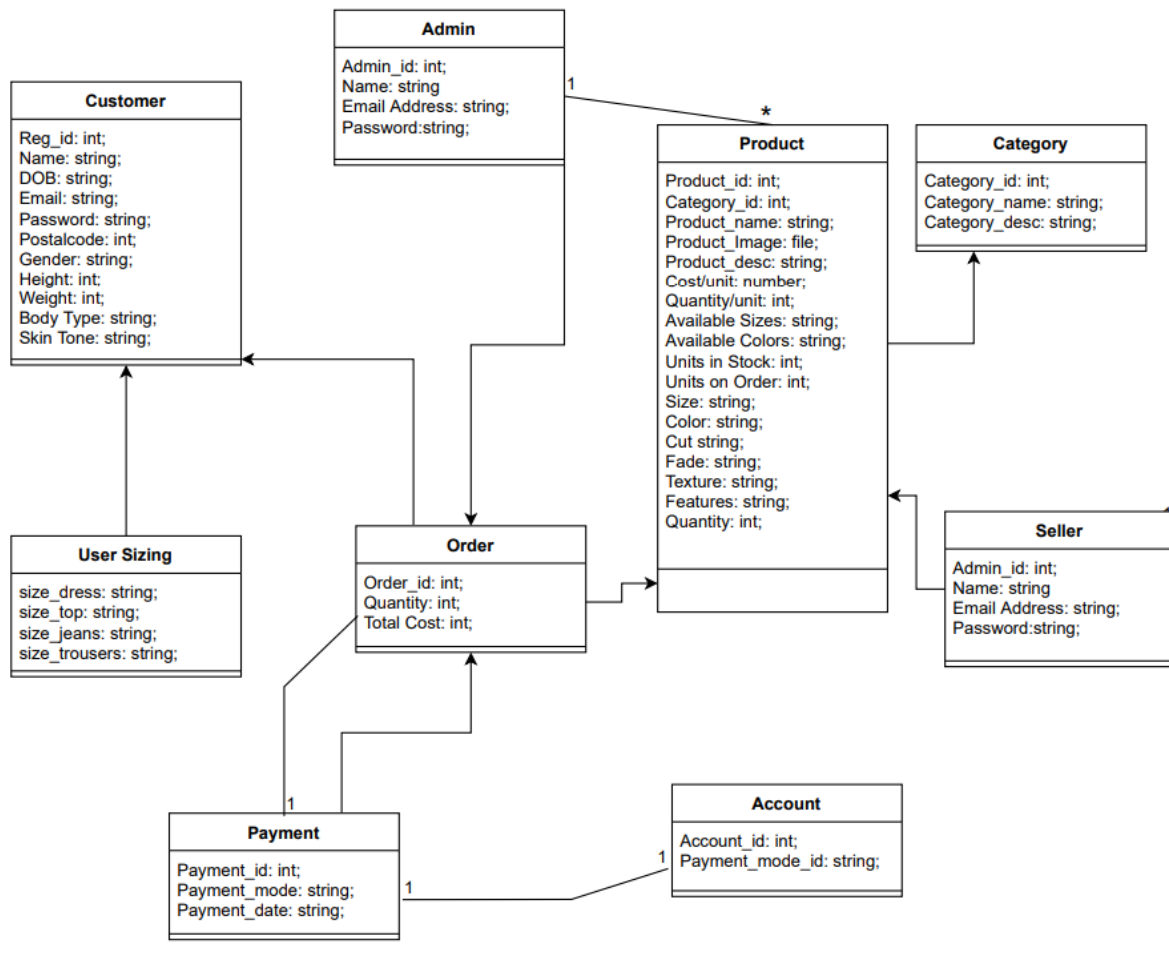 Admin
Admin_id: int;
Name: string
Email Address: string;
Password:string;
1
*
Customer
Reg_id: int;
Name: string;
DOB: string;
Email: string;
Password: string;
Postalcode: int;
Gender: string;
Height: int;
Weight: int;
Body Type: string;
Skin Tone: string;
Product
Product_id: int;
Category_id: int;
Product_name: string;
Product_Image: file;
Product_desc: string;
Cost/unit: number;
Quantity/unit: int;
Available Sizes: string;
Available Colors: string;
Units in Stock: int;
Units on Order: int;
Size: string;
Color: string;
Cut string;
Fade: string;
Texture: string;
Features: string;
Quantity: int;
Category
Category_id: int;
Category_name: string;
Category_desc: string;
User Sizing
size_dress: string;
size_top: string;
size_jeans: string;
size_trousers: string;
Order
Order_id: int;
Quantity: int;
Total Cost: int;
Seller
Admin_id: int;
Name: string
Email Address: string;
Password:string;
1
Payment
Payment_id: int;
Payment_mode: string;
Payment_date: string;
1
1
Account
Account_id: int;
Payment_mode_id: string;